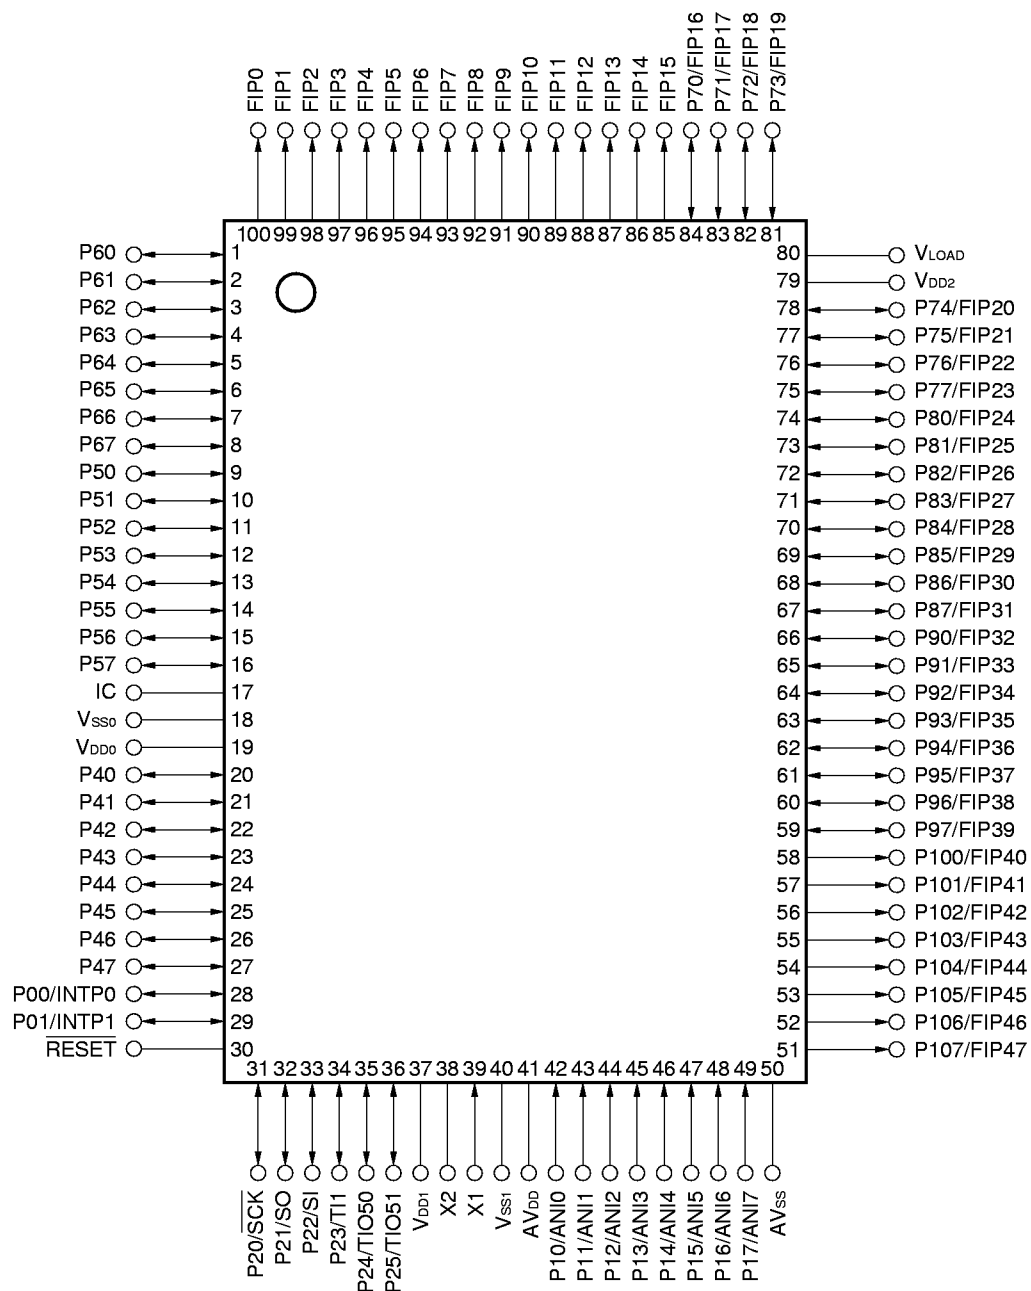 FIP0
FIP1
FIP2
FIP3
FIP4
FIP5
FIP6
FIP7
FIP8
FIP9
FIP10
FIP11
FIP12
FIP13
FIP14
FIP15
P70/FIP16
P71/FIP17
P72/FIP18
P73/FIP19
100 99 98 97 96 95 94 93 92 91 90 89 88 87 86 85 84 83 82 81
P60 1 80 VLOAD
P61 2 79 VDD2
P62 3 78 P74/FIP20
P63 4 77 P75/FIP21
P64 5 76 P76/FIP22
P65 6 75 P77/FIP23
P66 7 74 P80/FIP24
P67 8 73 P81/FIP25
P50 9 72 P82/FIP26
P51 10 71 P83/FIP27
P52 11 70 P84/FIP28
P53 12 69 P85/FIP29
P54 13 68 P86/FIP30
P55 14 67 P87/FIP31
P56 15 66 P90/FIP32
P57 16 65 P91/FIP33
IC 17 64 P92/FIP34
VSS0 18 63 P93/FIP35
VDD0 19 62 P94/FIP36
P40 20 61 P95/FIP37
P41 21 60 P96/FIP38
P42 22 59 P97/FIP39
P43 23 58 P100/FIP40
P44 24 57 P101/FIP41
P45 25 56 P102/FIP42
P46 26 55 P103/FIP43
P47 27 54 P104/FIP44
P00/INTP0 28 53 P105/FIP45
P01/INTP1 29 52 P106/FIP46
RESET 30 51 P107/FIP47
31 32 33 34 35 36 37 38 39 40 41 42 43 44 45 46 47 48 49 50
P20/SCK
P21/SO
P22/SI
P23/TI1
P24/TIO50
P25/TIO51
VDD1
X2
X1
VSS1
AVDD
P10/ANI0
P11/ANI1
P12/ANI2
P13/ANI3
P14/ANI4
P15/ANI5
P16/ANI6
P17/ANI7
AVSS